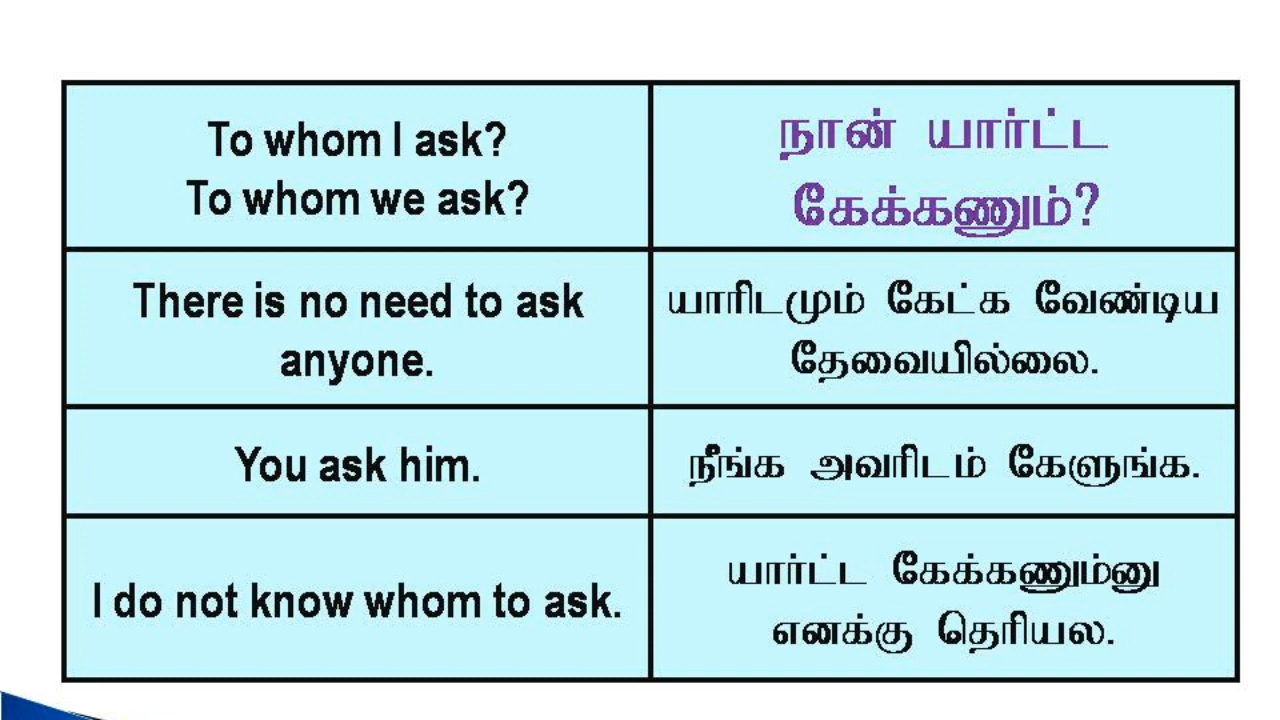 To whom I ask?
To whom we ask?
நான் யார்ட்ட
கேக்கணும்?
There is no need to ask
anyone.
யாரிடமும் கேட்க வேண்டிய
தேவையில்லை.
You ask him.
நீங்க அவரிடம் கேளுங்க.
I do not know whom to ask.
யார்ட்ட கேக்கணும்னு
எனக்கு தெரியல.